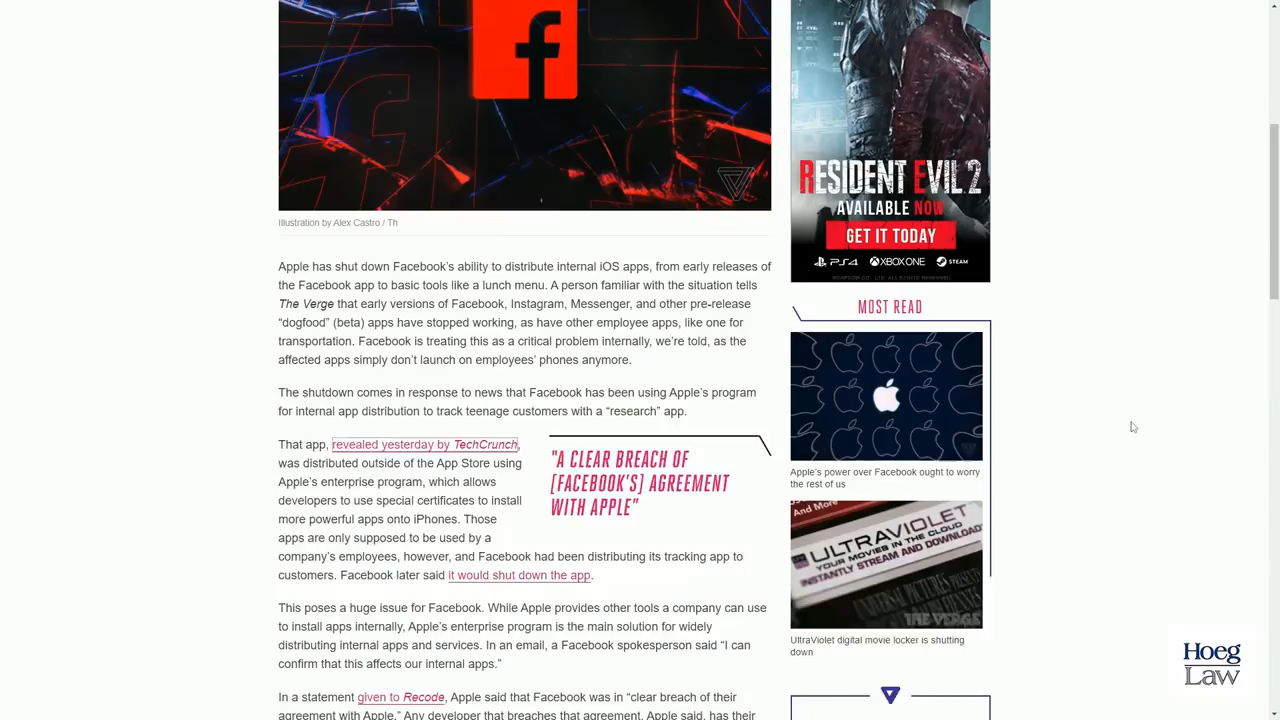 Illustration by Alex Castro / Th
Apple has shut down Facebook's ability to distribute internal iOS apps, from early releases of
the Facebook app to basic tools like a lunch menu. A person familiar with the situation tells
The Verge that early versions of Facebook, Instagram, Messenger, and other pre-release
“dogfood” (beta) apps have stopped working, as have other employee apps, like one for
transportation. Facebook is treating this as a critical problem internally, we're told, as the
affected apps simply don't launch on employees' phones anymore.
The shutdown comes in response to news that Facebook has been using Apple's program
for internal app distribution to track teenage customers with a “research” app.
That app, revealed yesterday by TechCrunch,
was distributed outside of the App Store using
Apple's enterprise program, which allows
developers to use special certificates to install
more powerful apps onto iPhones. Those
apps are only supposed to be used by a
company's employees, however, and Facebook had been distributing its tracking app to
customers. Facebook later said it would shut down the app.
"A CLEAR BREACH OF
[FACEBOOK'S] AGREEMENT
WITH APPLE"
This poses a huge issue for Facebook. While Apple provides other tools a company can use
to install apps internally, Apple's enterprise program is the main solution for widely
distributing internal apps and services. In an email, a Facebook spokesperson said “I can
confirm that this affects our internal apps.”
In a statement given to Recode, Apple said that Facebook was in “clear breach of their
agreement with Apple.” Any developer that breaches that agreement, Apple said, has their
RESIDENT EVIL 2
AVAILABLE NOW
GET IT TODAY
PS4 XBOX ONE STEAM
MOST READ
Apple's power over Facebook ought to worry
the rest of us
And More
ULTRAVIOLET
YOUR MOVIES IN THE CLOUD
INSTANTLY STREAM AND DOWNLOAD
THE VERGE
UltraViolet digital movie locker is shutting
down
Hoeg
Law